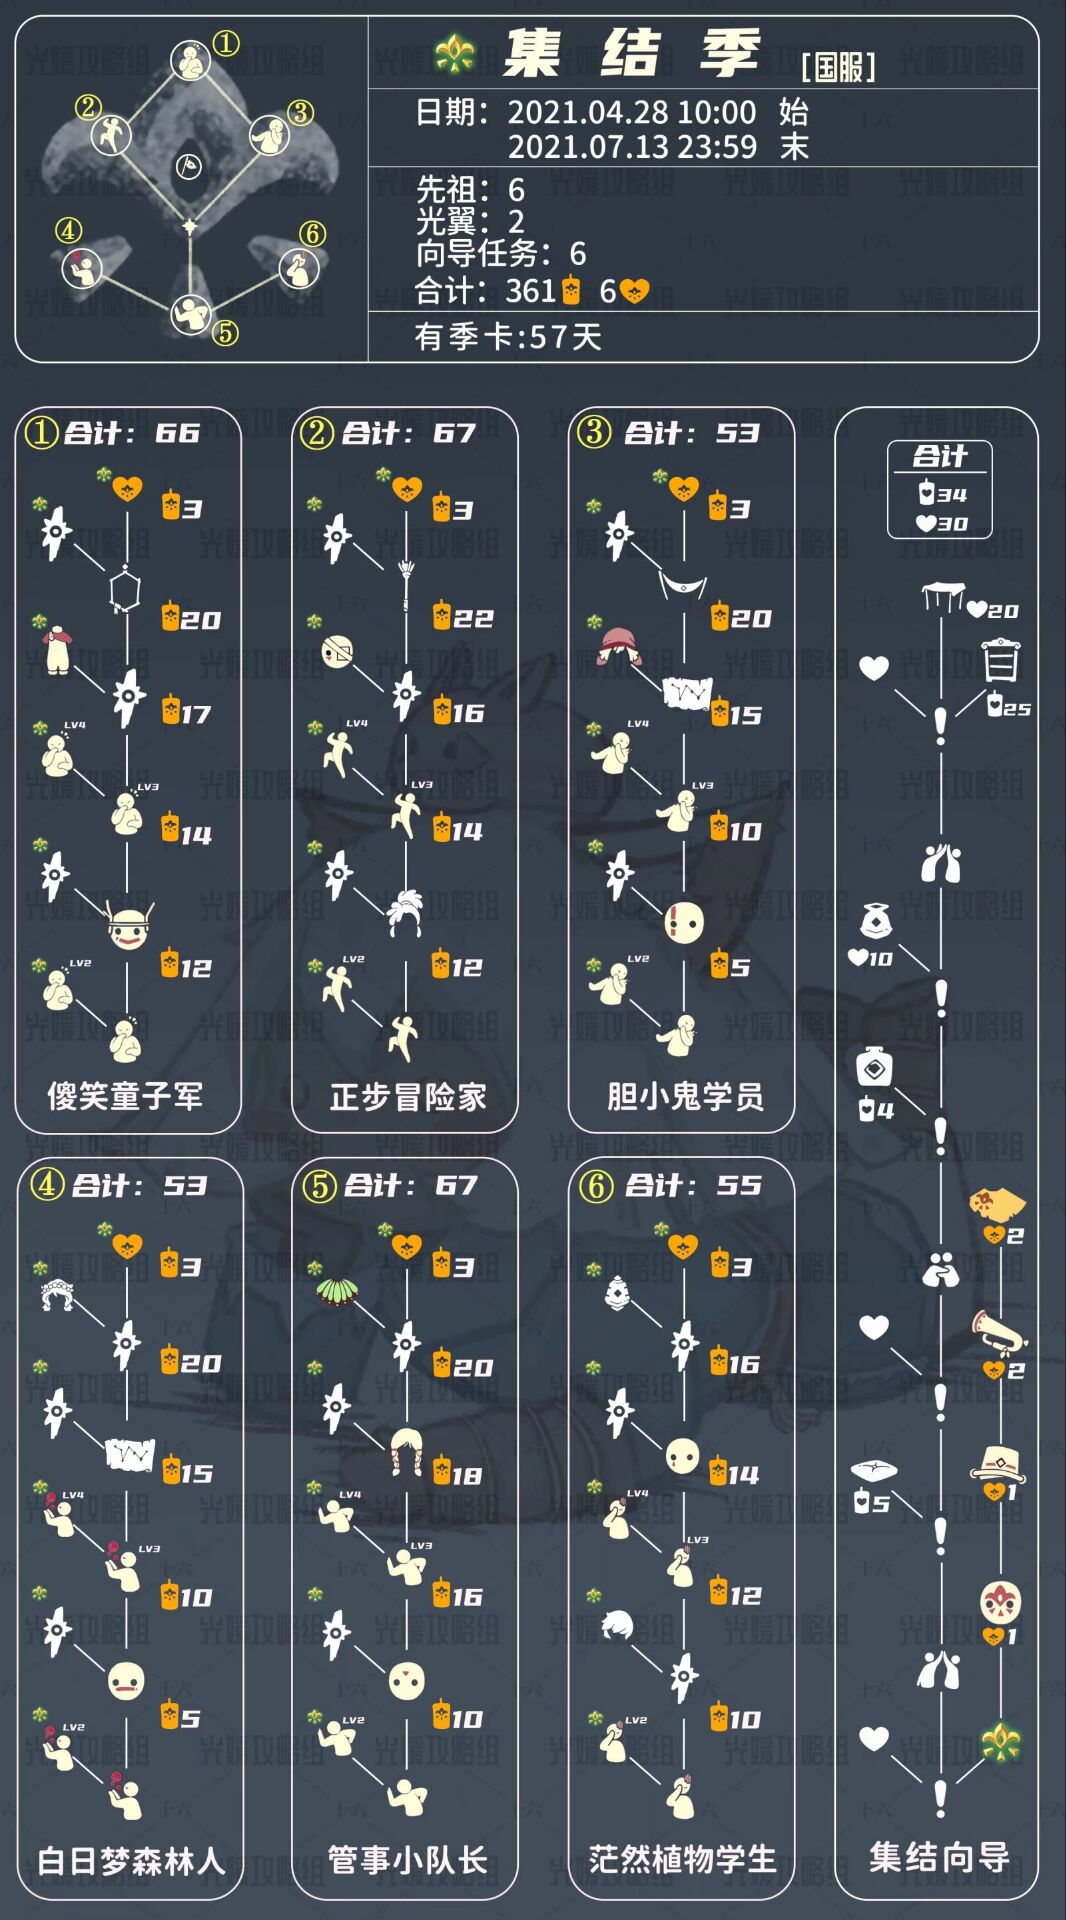 集结季 [国服]
日期：2021.04.28 10:00 始
2021.07.13 23:59 末
先祖：6
光翼：2
向导任务：6
合计：361 6
有季卡:57天
①
②
③
④
⑤
⑥
① 合计：66
3
20
17
LV4
LV3
14
12
LV2
傻笑童子军
② 合计：67
3
22
16
LV4
LV3
14
12
LV2
正步冒险家
③ 合计：53
3
20
15
LV4
LV3
10
5
LV2
胆小鬼学员
④ 合计：53
3
20
15
LV4
LV3
10
5
LV2
白日梦森林人
⑤ 合计：67
3
20
18
LV4
LV3
16
10
LV2
管事小队长
⑥ 合计：55
3
16
14
LV4
LV3
12
10
LV2
茫然植物学生
合计
34
30
20
25
10
4
2
2
1
5
1
集结向导
光媛攻略组
十六